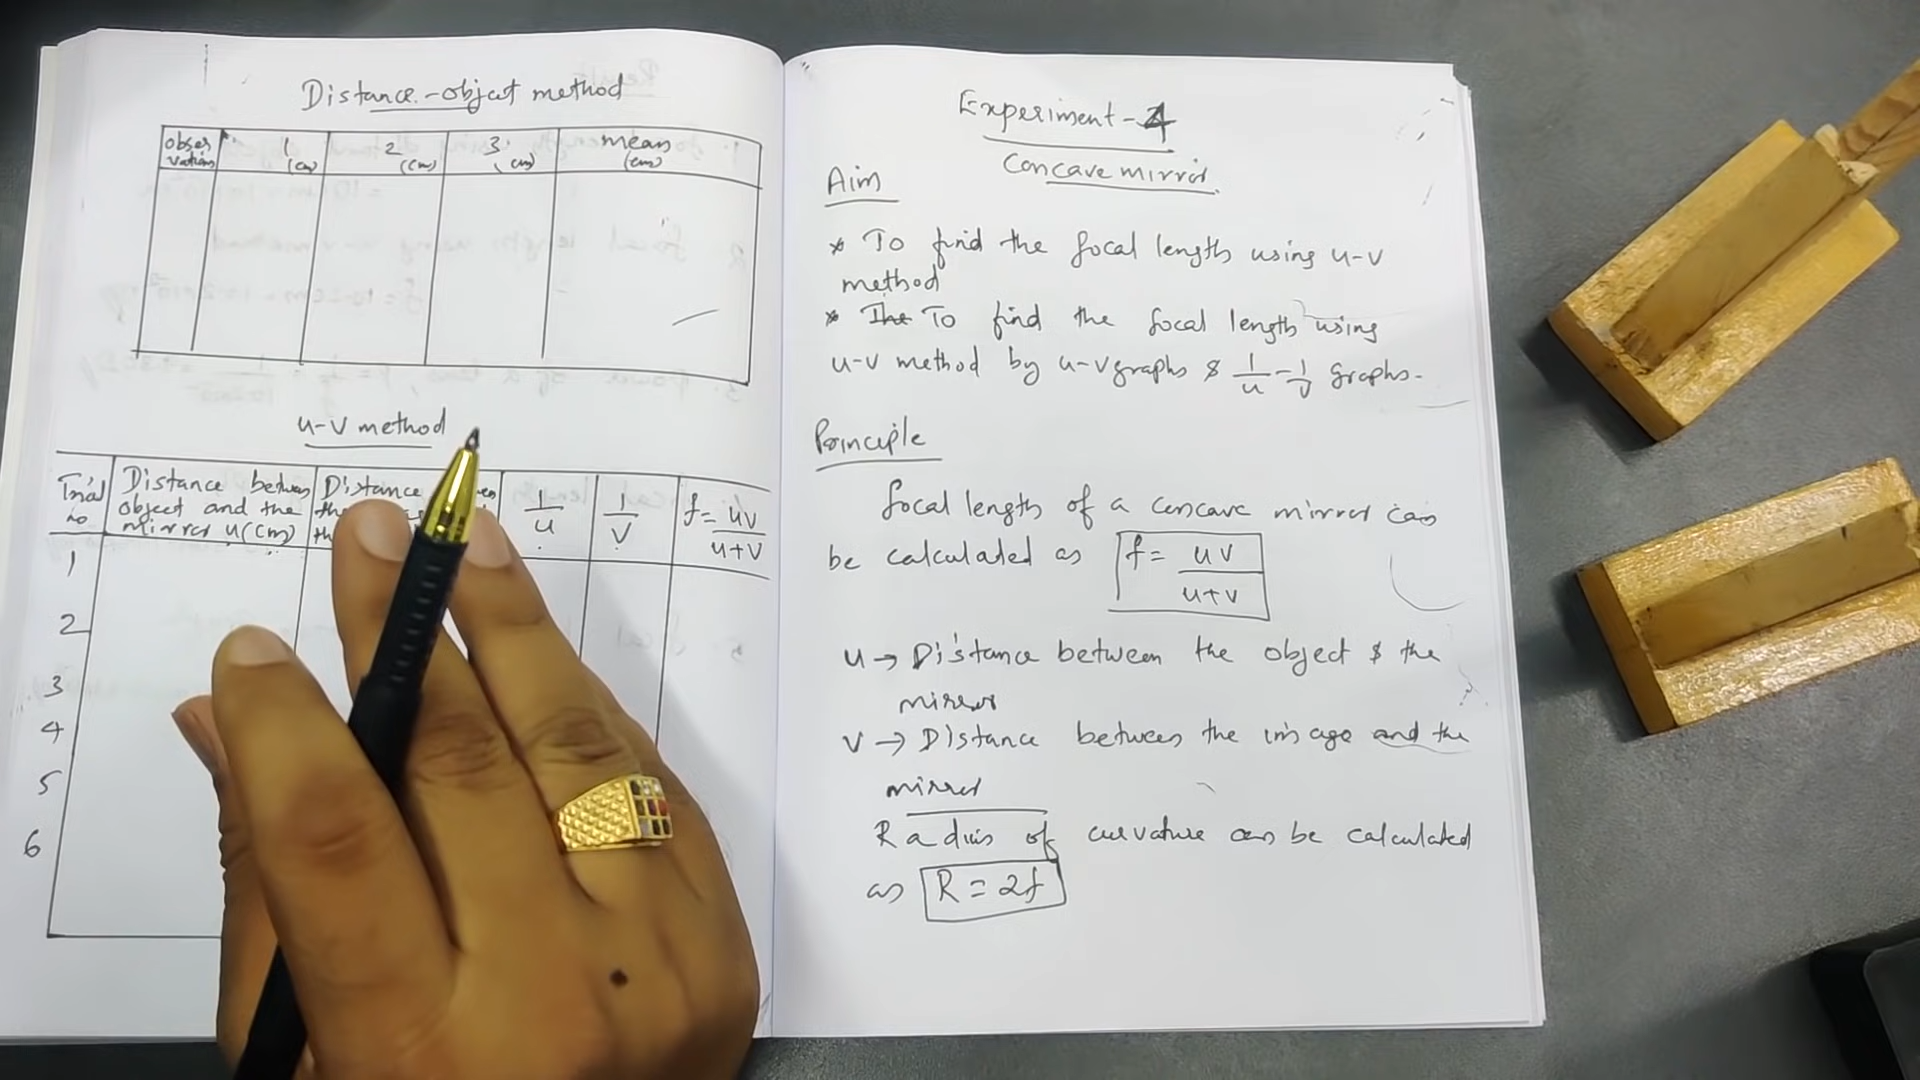 Distance-object method
obser
vation
1
(cm)
2
(cm)
3
(cm)
mean
(cm)
u-v method
Trial
no
Distance between
object and the
mirror u(cm)
Distance
1/u
1/v
f = uv/u+v
1
2
3
4
5
6
Experiment-4
Concave mirror
Aim
* To find the focal length using u-v
method
* The To find the focal length using
u-v method by u-v graphs & 1/u - 1/v graphs.
Principle
focal length of a concave mirror can
be calculated as f = uv/u+v
u → Distance between the object & the
mirror
v → Distance between the image and the
mirror
Radius of curvature can be calculated
as R = 2f